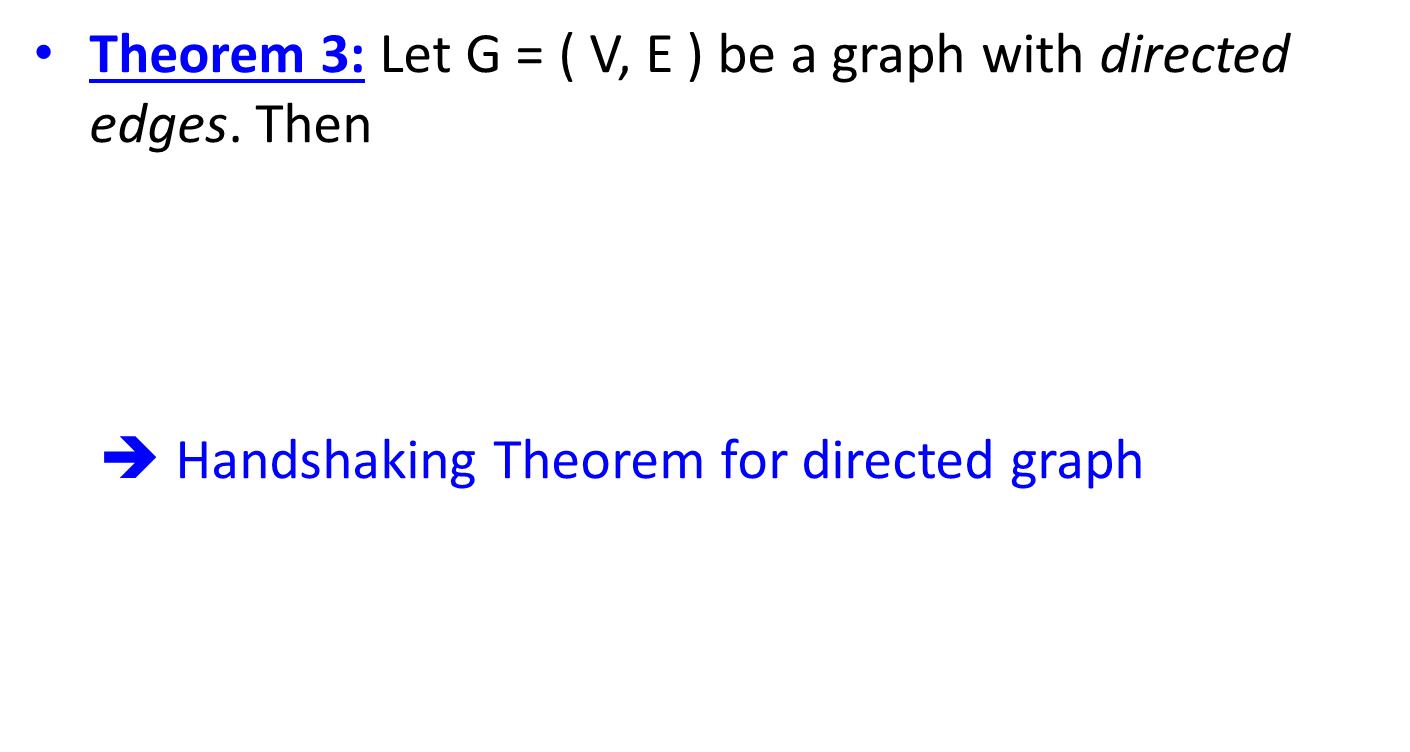 • Theorem 3: Let G = ( V, E ) be a graph with directed
edges. Then
➔ Handshaking Theorem for directed graph